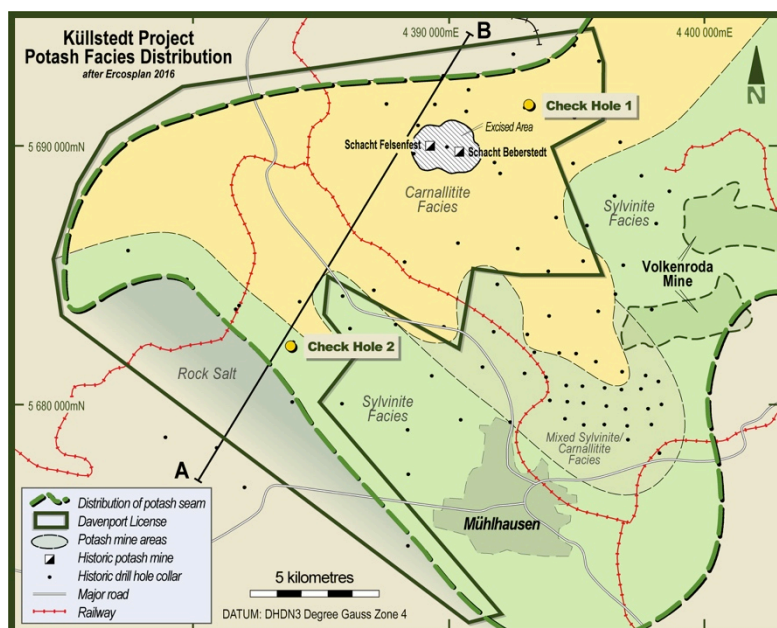 Küllstedt Project
Potash Facies Distribution
after Ercosplan 2016
4 390 000mE
B
4 400 000mE
N
Check Hole 1
Excised Area
5 690 000mN
Schacht Felsenfest
Schacht Beberstedt
Carnallitite
Facies
Sylvinite
Facies
Volkenroda
Mine
Check Hole 2
Rock Salt
Sylvinite
Facies
5 680 000mN
Mixed Sylvinite/
Carnallitite
Facies
A
Mühlhausen
Distribution of potash seam
Davenport License
Potash mine areas
Historic potash mine
Historic drill hole collar
Major road
Railway
5 kilometres
DATUM: DHDN3 Degree Gauss Zone 4